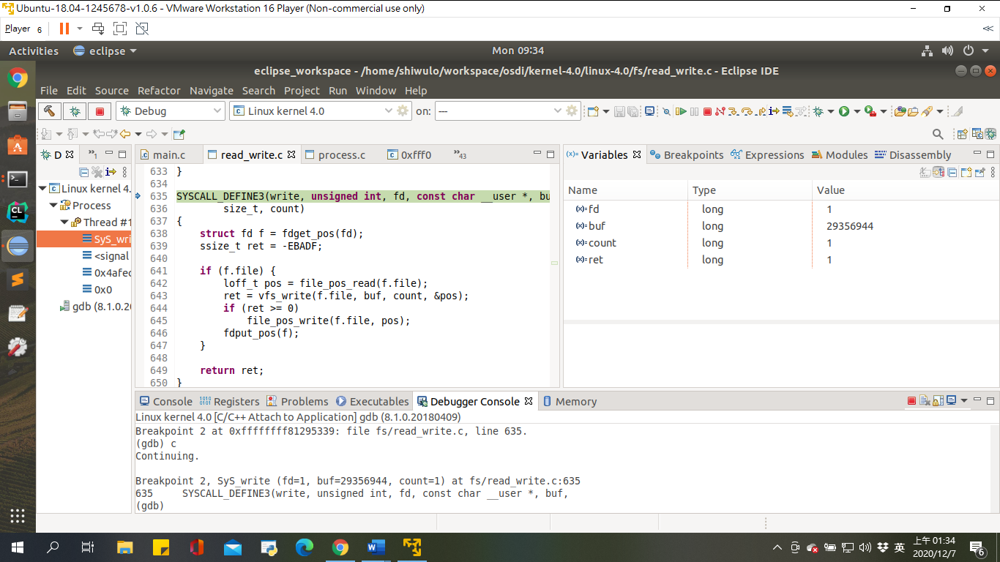 Ubuntu-18.04-1245678-v1.0.6 - VMware Workstation 16 Player (Non-commercial use only)
Player 6
Activities eclipse Mon 09:34
eclipse_workspace - /home/shiwulo/workspace/osdi/kernel-4.0/linux-4.0/fs/read_write.c - Eclipse IDE
File Edit Source Refactor Navigate Search Project Run Window Help
Debug Linux kernel 4.0 on: ---
D »1 main.c read_write.c process.c 0xfff0 »43 (x)= Variables Breakpoints Expressions Modules Disassembly
Linux kernel 4.
Process
Thread #1
SyS_wri
<signal
0x4afec
0x0
gdb (8.1.0.20
633 }
634
635 SYSCALL_DEFINE3(write, unsigned int, fd, const char __user *, bu
636 size_t, count)
637 {
638 struct fd f = fdget_pos(fd);
639 ssize_t ret = -EBADF;
640
641 if (f.file) {
642 loff_t pos = file_pos_read(f.file);
643 ret = vfs_write(f.file, buf, count, &pos);
644 if (ret >= 0)
645 file_pos_write(f.file, pos);
646 fdput_pos(f);
647 }
648
649 return ret;
650 }
Name Type Value
(x)= fd long 1
(x)= buf long 29356944
(x)= count long 1
(x)= ret long 1
Console Registers Problems Executables Debugger Console Memory
Linux kernel 4.0 [C/C++ Attach to Application] gdb (8.1.0.20180409)
Breakpoint 2 at 0xffffffff81295339: file fs/read_write.c, line 635.
(gdb) c
Continuing.
Breakpoint 2, SyS_write (fd=1, buf=29356944, count=1) at fs/read_write.c:635
635 SYSCALL_DEFINE3(write, unsigned int, fd, const char __user *, buf,
(gdb)
英 上午 01:34
2020/12/7
6